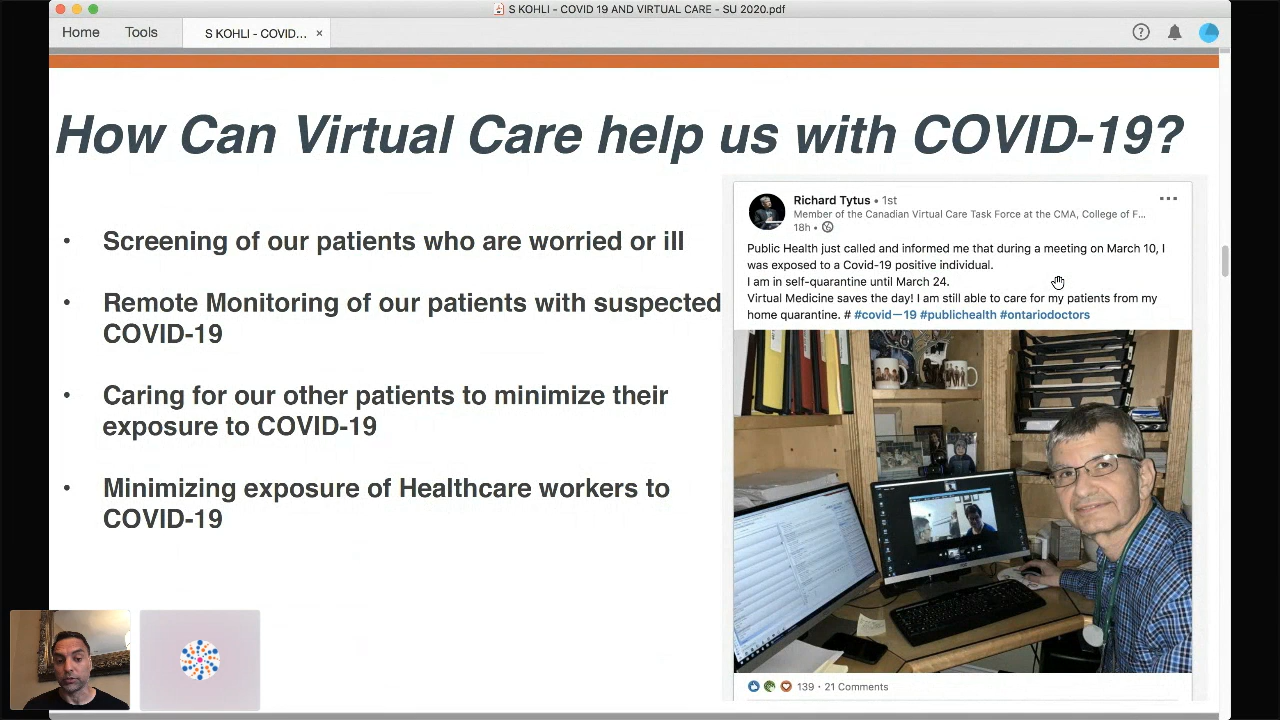 S KOHLI - COVID 19 AND VIRTUAL CARE - SU 2020.pdf
Home
Tools
S KOHLI - COVID... ×
How Can Virtual Care help us with COVID-19?
• Screening of our patients who are worried or ill
• Remote Monitoring of our patients with suspected
COVID-19
• Caring for our other patients to minimize their
exposure to COVID-19
• Minimizing exposure of Healthcare workers to
COVID-19
Richard Tytus • 1st
Member of the Canadian Virtual Care Task Force at the CMA, College of F...
18h •
Public Health just called and informed me that during a meeting on March 10, I
was exposed to a Covid-19 positive individual.
I am in self-quarantine until March 24.
Virtual Medicine saves the day! I am still able to care for my patients from my
home quarantine. # #covid—19 #publichealth #ontariodoctors
139 · 21 Comments